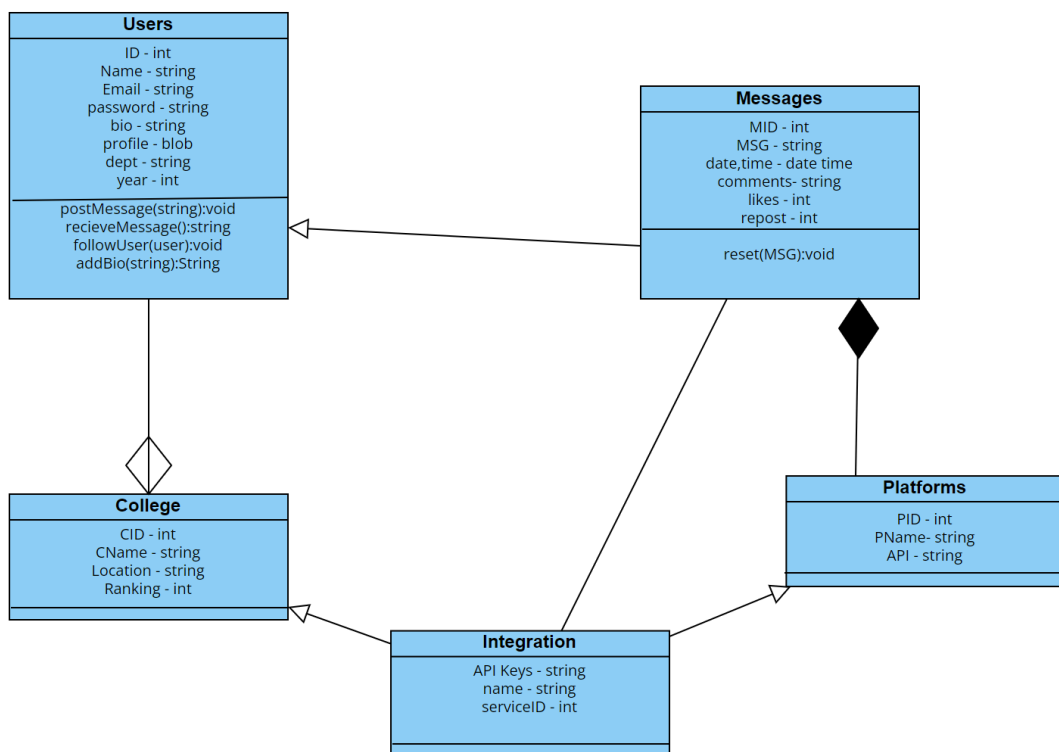 Users
ID - int
Name - string
Email - string
password - string
bio - string
profile - blob
dept - string
year - int
postMessage(string):void
recieveMessage():string
followUser(user):void
addBio(string):String
Messages
MID - int
MSG - string
date,time - date time
comments- string
likes - int
repost - int
reset(MSG):void
College
CID - int
CName - string
Location - string
Ranking - int
Platforms
PID - int
PName- string
API - string
Integration
API Keys - string
name - string
serviceID - int